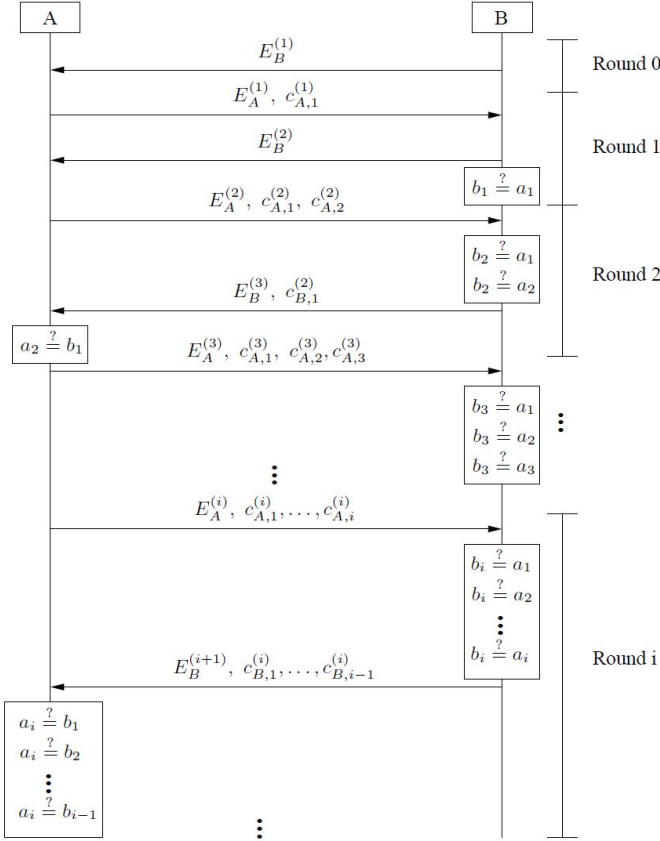 A B
E_B^{(1)}
Round 0
E_A^{(1)}, c_{A,1}^{(1)}
E_B^{(2)}
Round 1
b_1 ≟ a_1
E_A^{(2)}, c_{A,1}^{(2)}, c_{A,2}^{(2)}
b_2 ≟ a_1
b_2 ≟ a_2
Round 2
E_B^{(3)}, c_{B,1}^{(2)}
a_2 ≟ b_1
E_A^{(3)}, c_{A,1}^{(3)}, c_{A,2}^{(3)}, c_{A,3}^{(3)}
b_3 ≟ a_1
b_3 ≟ a_2
b_3 ≟ a_3
⋮
⋮
E_A^{(i)}, c_{A,1}^{(i)}, ..., c_{A,i}^{(i)}
b_i ≟ a_1
b_i ≟ a_2
⋮
b_i ≟ a_i
Round i
E_B^{(i+1)}, c_{B,1}^{(i)}, ..., c_{B,i-1}^{(i)}
a_i ≟ b_1
a_i ≟ b_2
⋮
a_i ≟ b_{i-1}
⋮